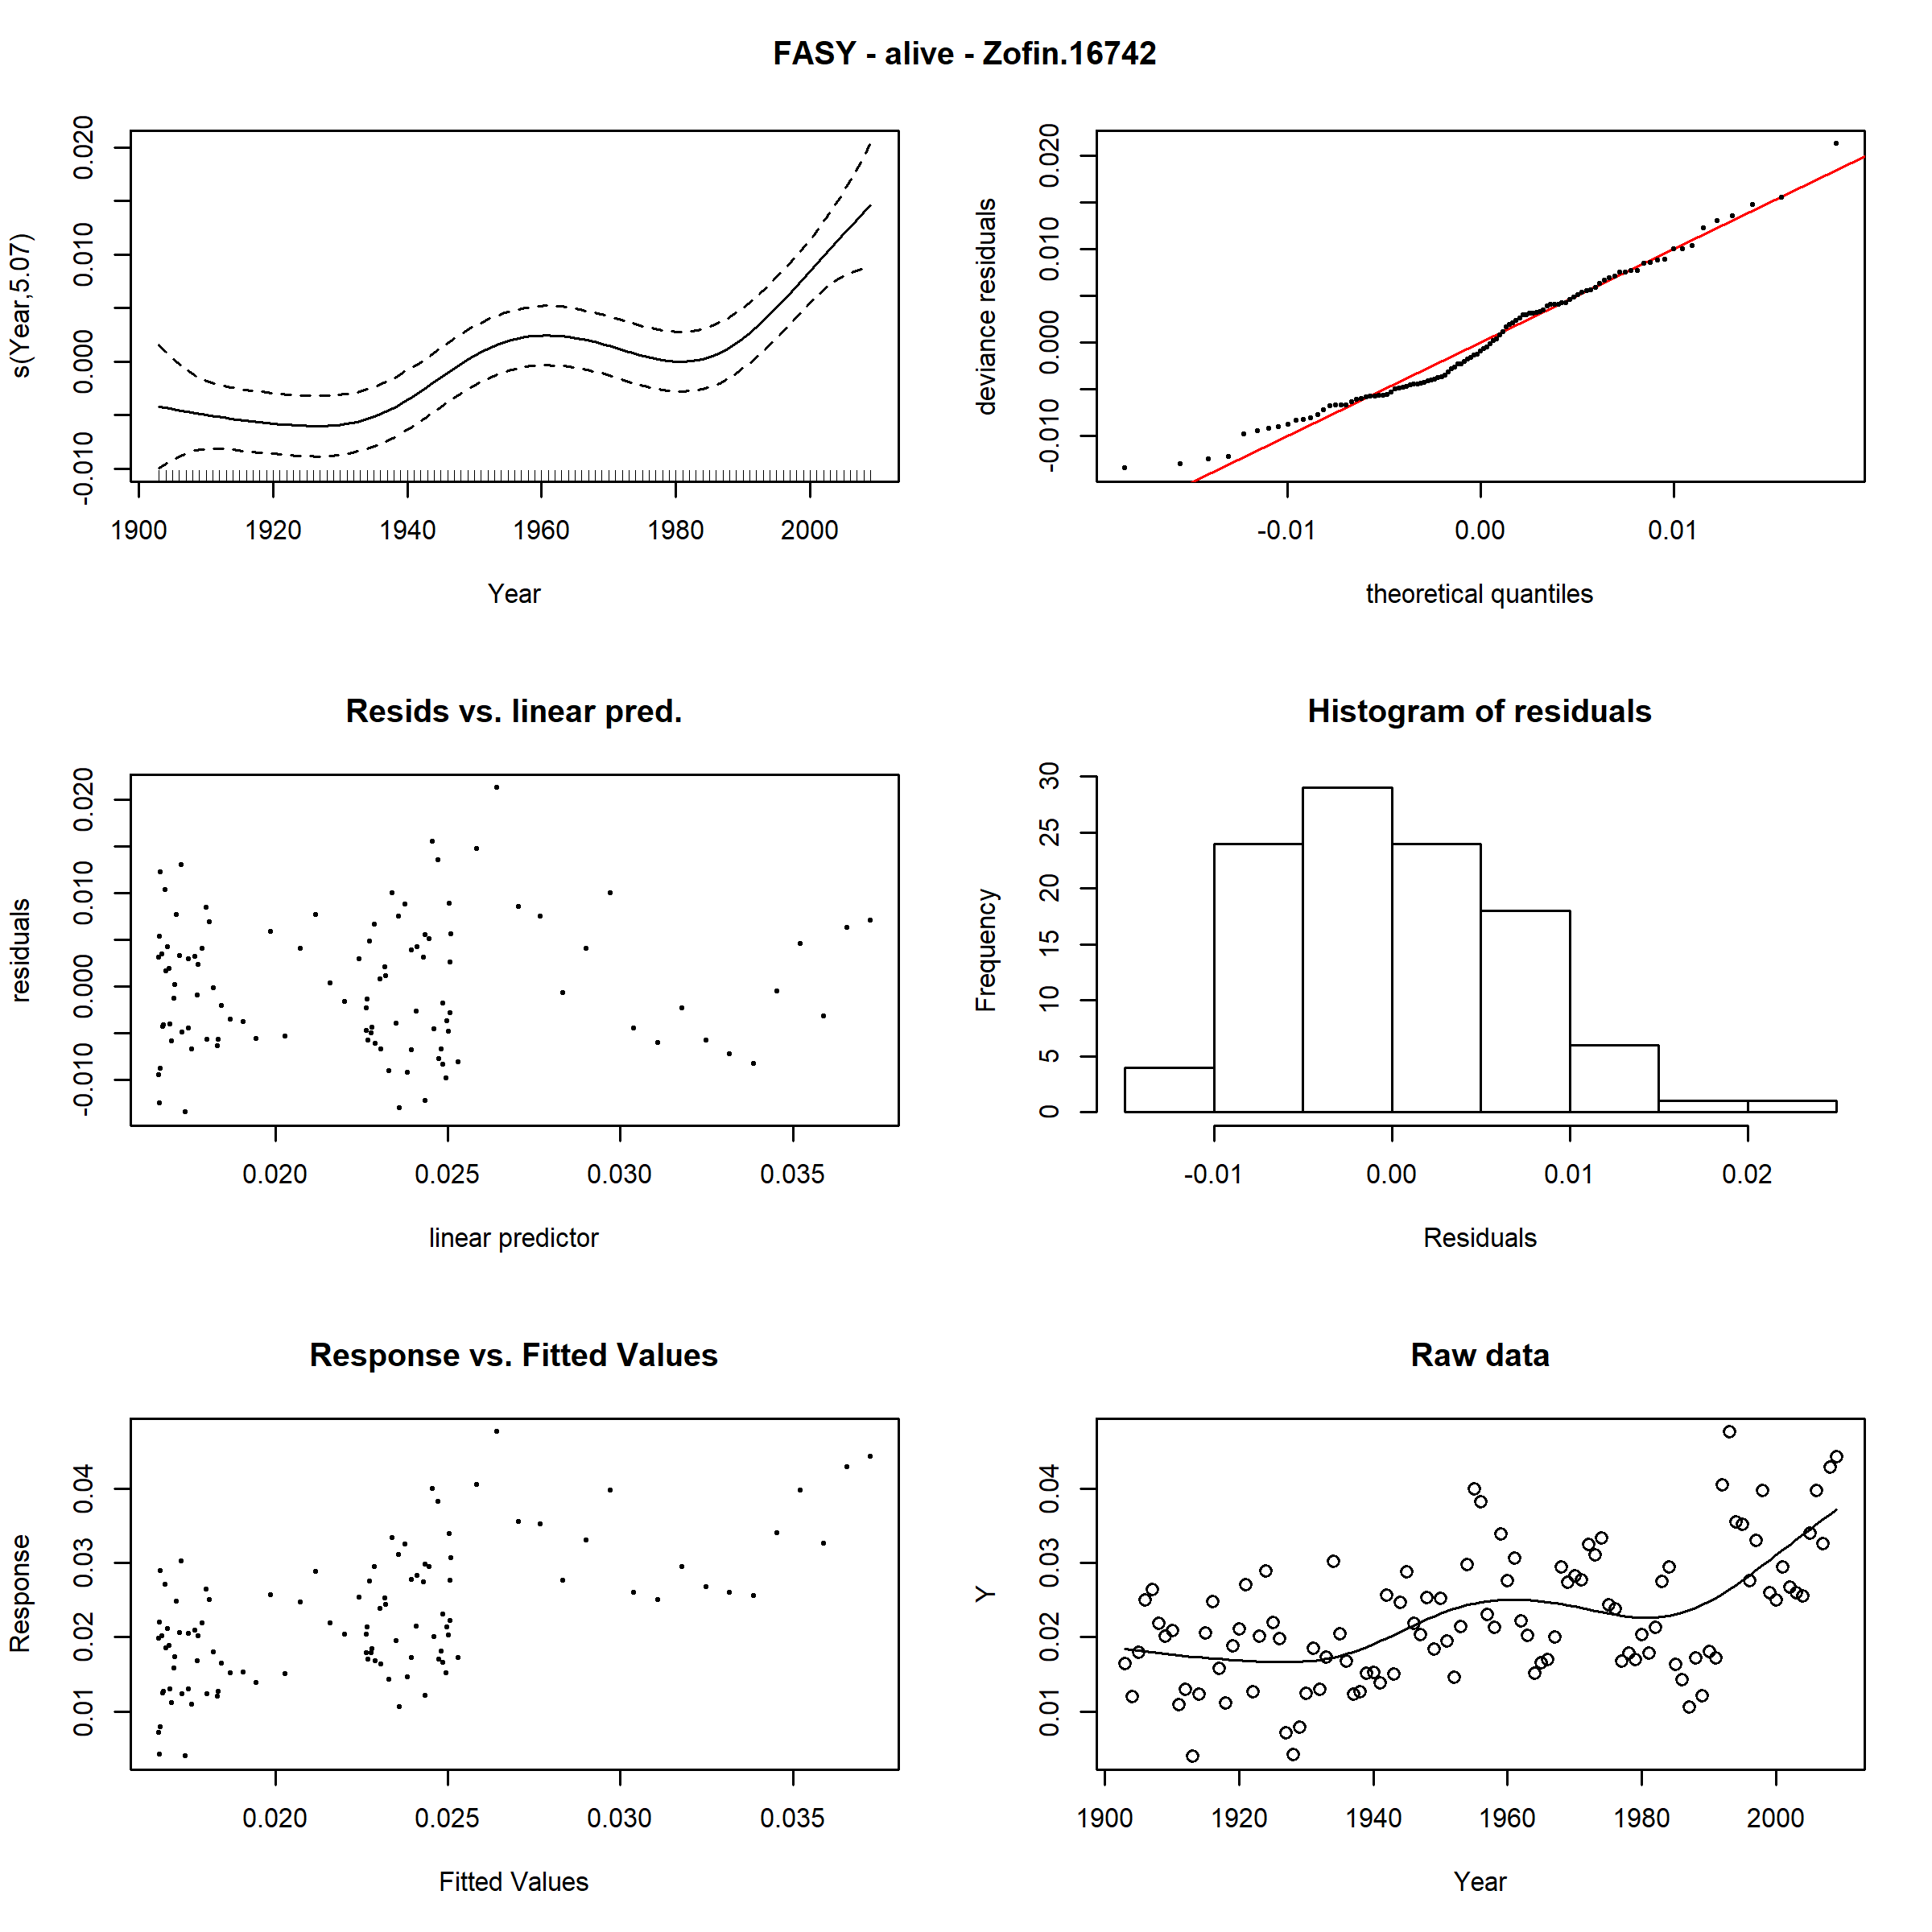 FASY - alive - Zofin.16742
s(Year,5.07)
-0.010 0.000 0.010 0.020
1900 1920 1940 1960 1980 2000
Year
deviance residuals
-0.010 0.000 0.010 0.020
-0.01 0.00 0.01
theoretical quantiles
Resids vs. linear pred.
residuals
-0.010 0.000 0.010 0.020
0.020 0.025 0.030 0.035
linear predictor
Histogram of residuals
Frequency
0 5 10 15 20 25 30
-0.01 0.00 0.01 0.02
Residuals
Response vs. Fitted Values
Response
0.01 0.02 0.03 0.04
0.020 0.025 0.030 0.035
Fitted Values
Raw data
Y
0.01 0.02 0.03 0.04
1900 1920 1940 1960 1980 2000
Year